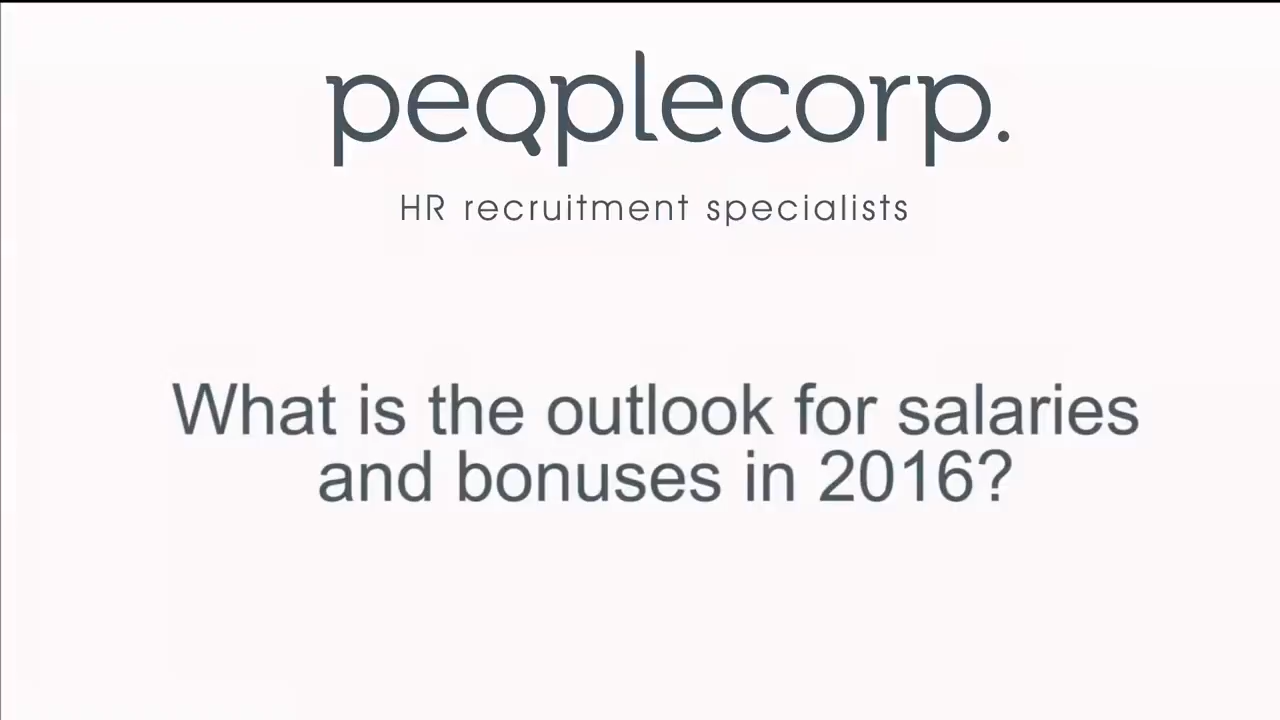 peoplecorp.
HR recruitment specialists
What is the outlook for salaries
and bonuses in 2016?